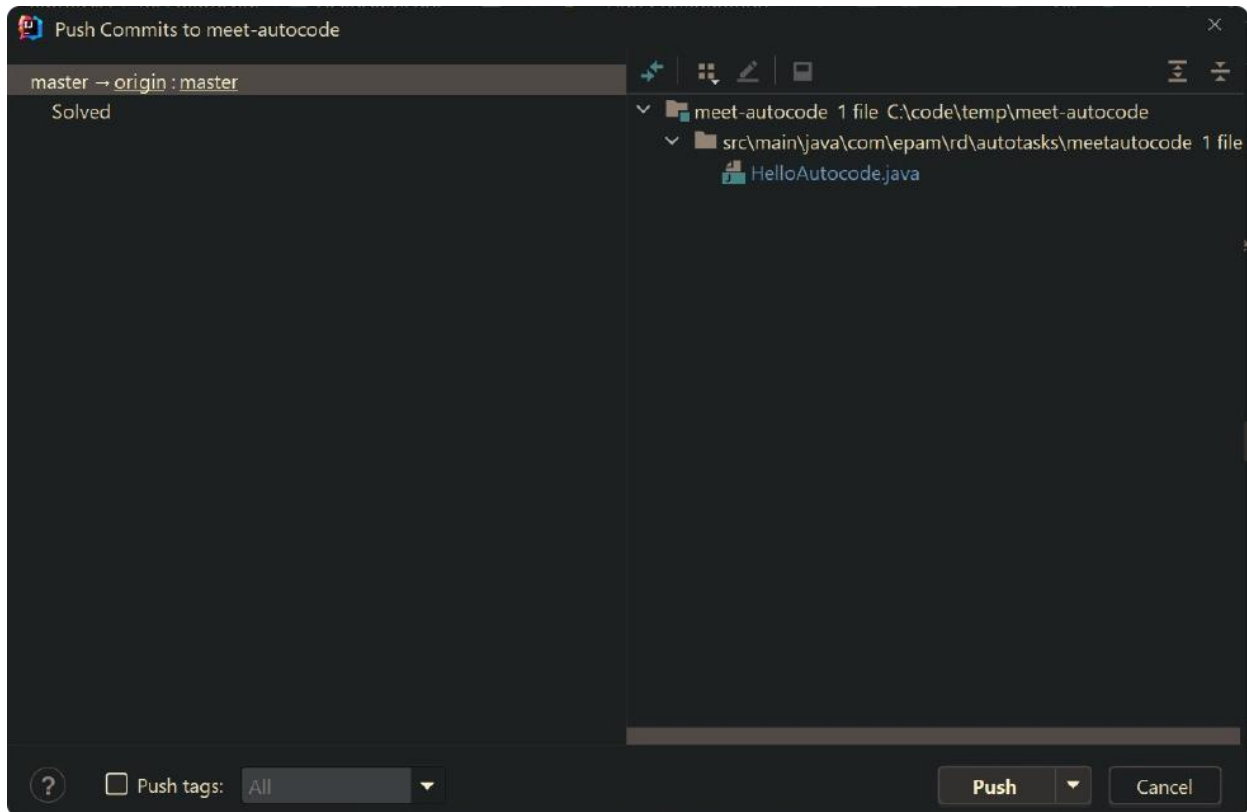 Push Commits to meet-autocode
master → origin : master
Solved
meet-autocode 1 file C:\code\temp\meet-autocode
src\main\java\com\epam\rd\autotasks\meetautocode 1 file
HelloAutocode.java
? Push tags: All
Push Cancel